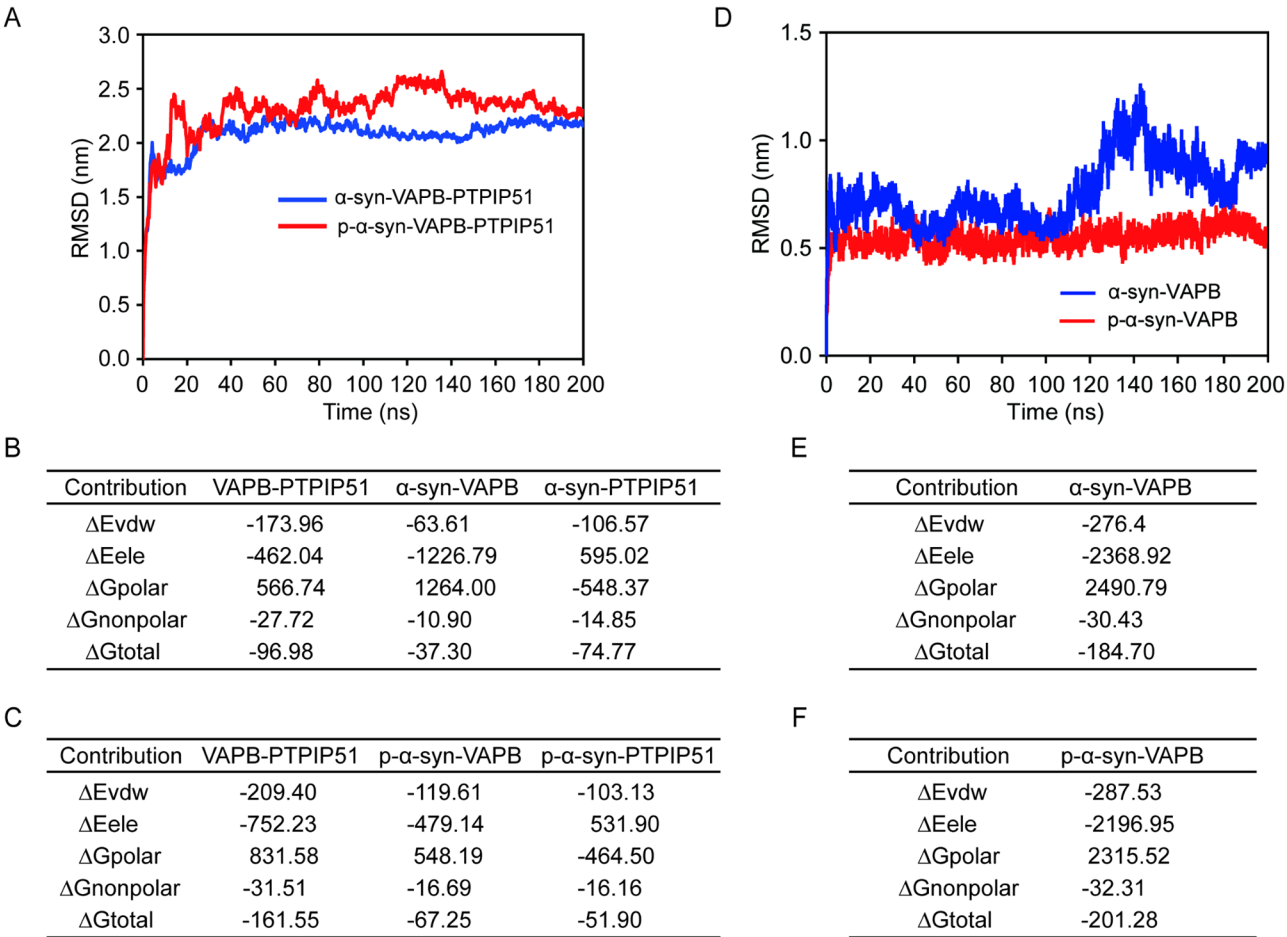 A
RMSD (nm)
3.0
2.5
2.0
1.5
1.0
0.5
0.0
α-syn-VAPB-PTPIP51
p-α-syn-VAPB-PTPIP51
0 20 40 60 80 100 120 140 160 180 200
Time (ns)
D
RMSD (nm)
1.5
1.0
0.5
0.0
α-syn-VAPB
p-α-syn-VAPB
0 20 40 60 80 100 120 140 160 180 200
Time (ns)
B
Contribution VAPB-PTPIP51 α-syn-VAPB α-syn-PTPIP51
ΔEvdw -173.96 -63.61 -106.57
ΔEele -462.04 -1226.79 595.02
ΔGpolar 566.74 1264.00 -548.37
ΔGnonpolar -27.72 -10.90 -14.85
ΔGtotal -96.98 -37.30 -74.77
E
Contribution α-syn-VAPB
ΔEvdw -276.4
ΔEele -2368.92
ΔGpolar 2490.79
ΔGnonpolar -30.43
ΔGtotal -184.70
C
Contribution VAPB-PTPIP51 p-α-syn-VAPB p-α-syn-PTPIP51
ΔEvdw -209.40 -119.61 -103.13
ΔEele -752.23 -479.14 531.90
ΔGpolar 831.58 548.19 -464.50
ΔGnonpolar -31.51 -16.69 -16.16
ΔGtotal -161.55 -67.25 -51.90
F
Contribution p-α-syn-VAPB
ΔEvdw -287.53
ΔEele -2196.95
ΔGpolar 2315.52
ΔGnonpolar -32.31
ΔGtotal -201.28